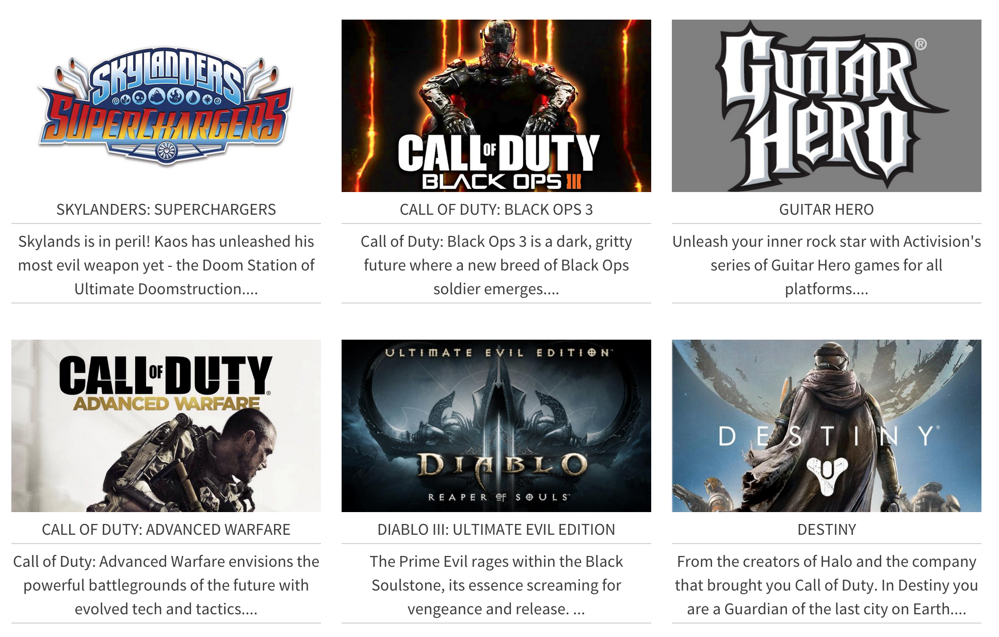 SKYLANDERS™
SUPERCHARGERS
CALL OF DUTY
BLACK OPS III
GUITAR ®
HERO
SKYLANDERS: SUPERCHARGERS
Skylands is in peril! Kaos has unleashed his
most evil weapon yet - the Doom Station of
Ultimate Doomstruction....
CALL OF DUTY: BLACK OPS 3
Call of Duty: Black Ops 3 is a dark, gritty
future where a new breed of Black Ops
soldier emerges....
GUITAR HERO
Unleash your inner rock star with Activision's
series of Guitar Hero games for all
platforms....
CALL OF DUTY®
ADVANCED WARFARE
ULTIMATE EVIL EDITION™
DIABLO
REAPER OF SOULS™
DESTINY®
CALL OF DUTY: ADVANCED WARFARE
Call of Duty: Advanced Warfare envisions the
powerful battlegrounds of the future with
evolved tech and tactics....
DIABLO III: ULTIMATE EVIL EDITION
The Prime Evil rages within the Black
Soulstone, its essence screaming for
vengeance and release. ...
DESTINY
From the creators of Halo and the company
that brought you Call of Duty. In Destiny you
are a Guardian of the last city on Earth....